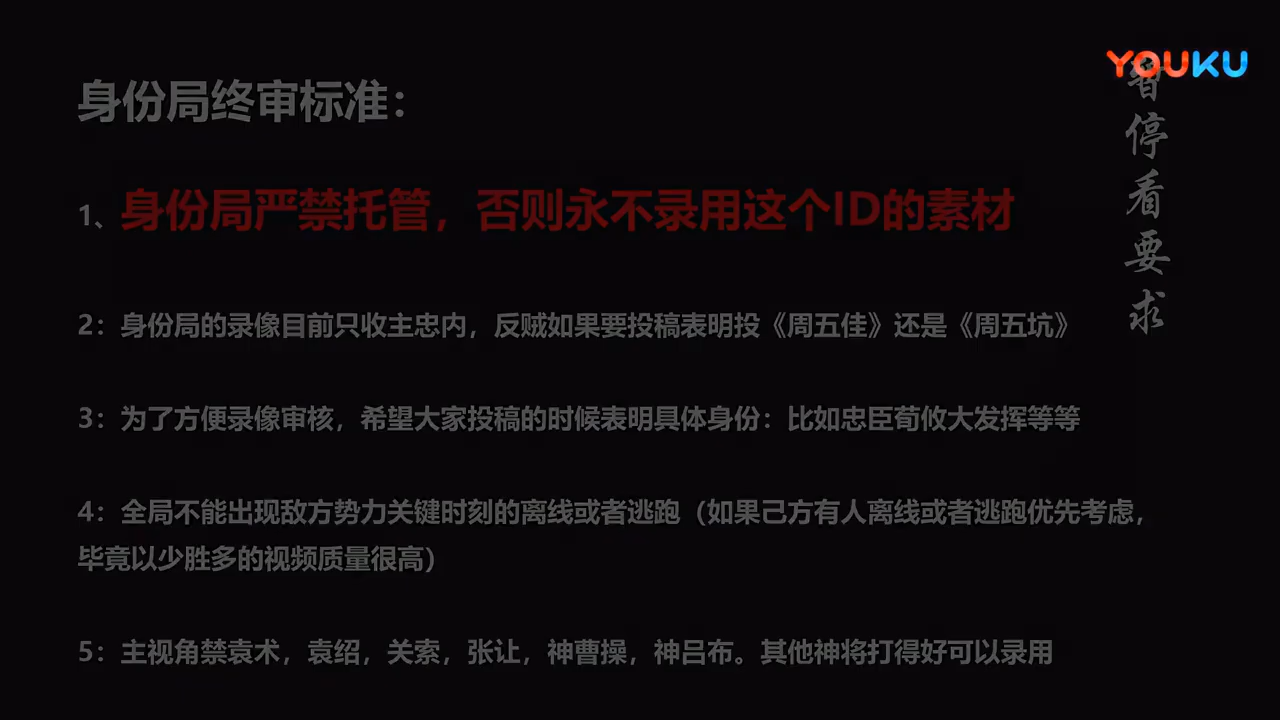 YOUKU
暂停看要求
身份局终审标准：
1、身份局严禁托管，否则永不录用这个ID的素材
2：身份局的录像目前只收主忠内，反贼如果要投稿表明投《周五佳》还是《周五坑》
3：为了方便录像审核，希望大家投稿的时候表明具体身份：比如忠臣荀攸大发挥等等
4：全局不能出现敌方势力关键时刻的离线或者逃跑（如果己方有人离线或者逃跑优先考虑，
毕竟以少胜多的视频质量很高）
5：主视角禁袁术，袁绍，关索，张让，神曹操，神吕布。其他神将打得好可以录用